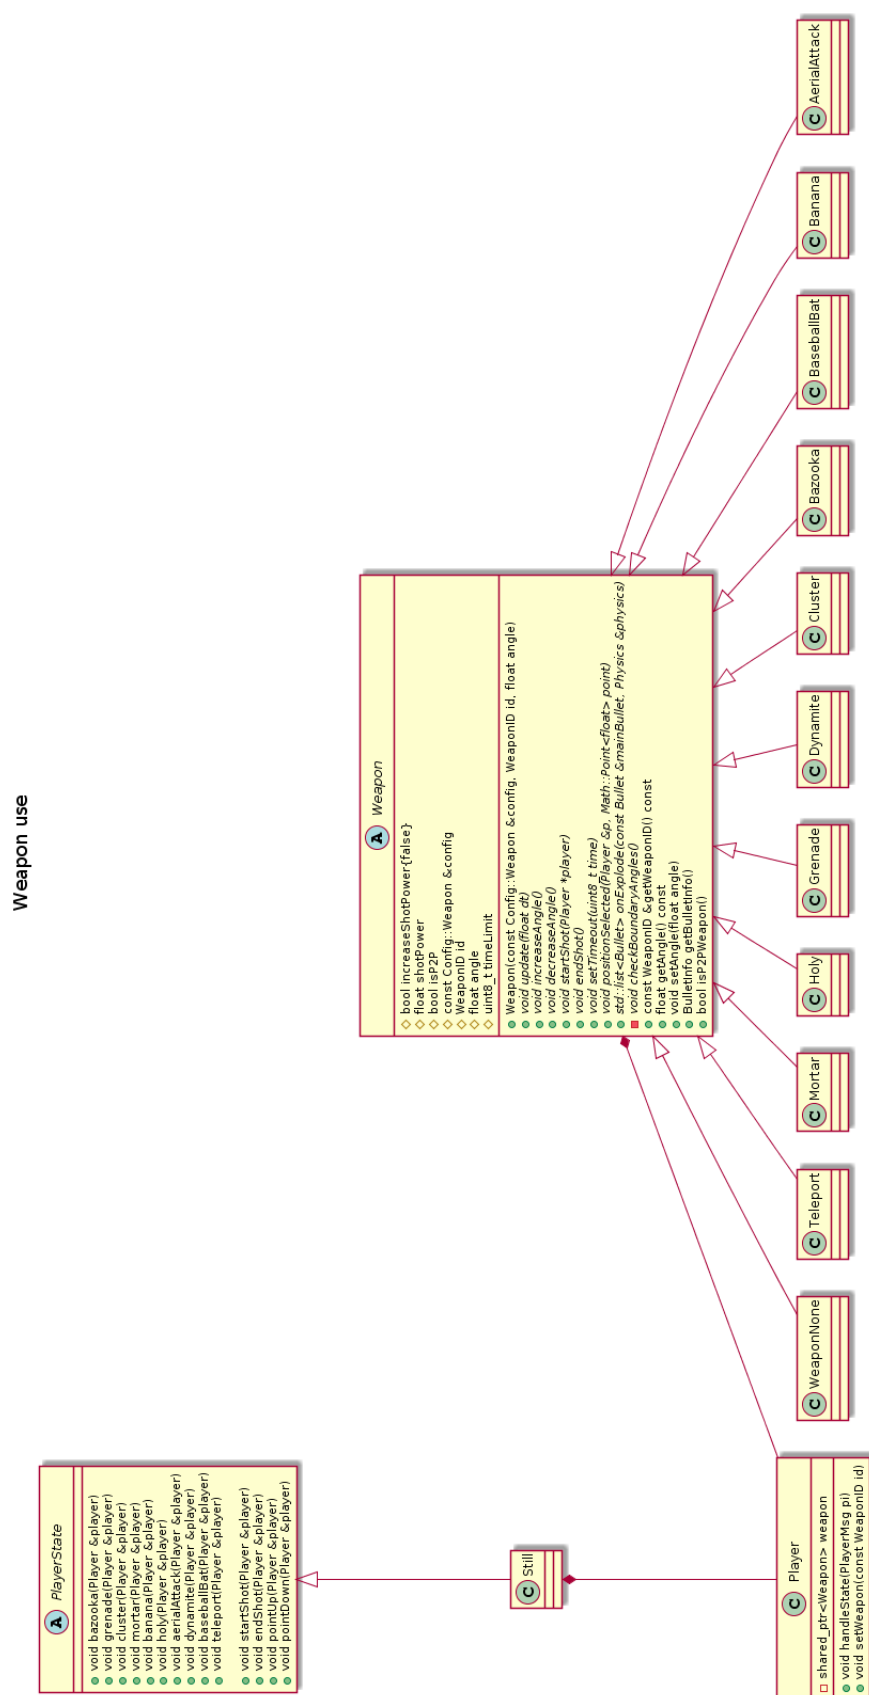 Weapon use
A PlayerState
void bazooka(Player &player)
void grenade(Player &player)
void cluster(Player &player)
void mortar(Player &player)
void banana(Player &player)
void holy(Player &player)
void aerialAttack(Player &player)
void dynamite(Player &player)
void baseballBat(Player &player)
void teleport(Player &player)
void startShot(Player &player)
void endShot(Player &player)
void pointUp(Player &player)
void pointDown(Player &player)
A Weapon
bool increaseShotPower{false}
float shotPower
bool isP2P
const Config::Weapon &config
WeaponID id
float angle
uint8_t timeLimit
Weapon(const Config::Weapon &config, WeaponID id, float angle)
void update(float dt)
void increaseAngle()
void decreaseAngle()
void startShot(Player *player)
void endShot()
void setTimeout(uint8_t time)
void positionSelected(Player &p, Math::Point<float> point)
std::list<Bullet> onExplode(const Bullet &mainBullet, Physics &physics)
void checkBoundaryAngles()
const WeaponID &getWeaponID() const
float getAngle() const
void setAngle(float angle)
BulletInfo getBulletInfo()
bool isP2PWeapon()
C Still
C Player
shared_ptr<Weapon> weapon
void handleState(PlayerMsg pi)
void setWeapon(const WeaponID id)
C WeaponNone
C Teleport
C Mortar
C Holy
C Grenade
C Dynamite
C Cluster
C Bazooka
C BaseballBat
C Banana
C AerialAttack